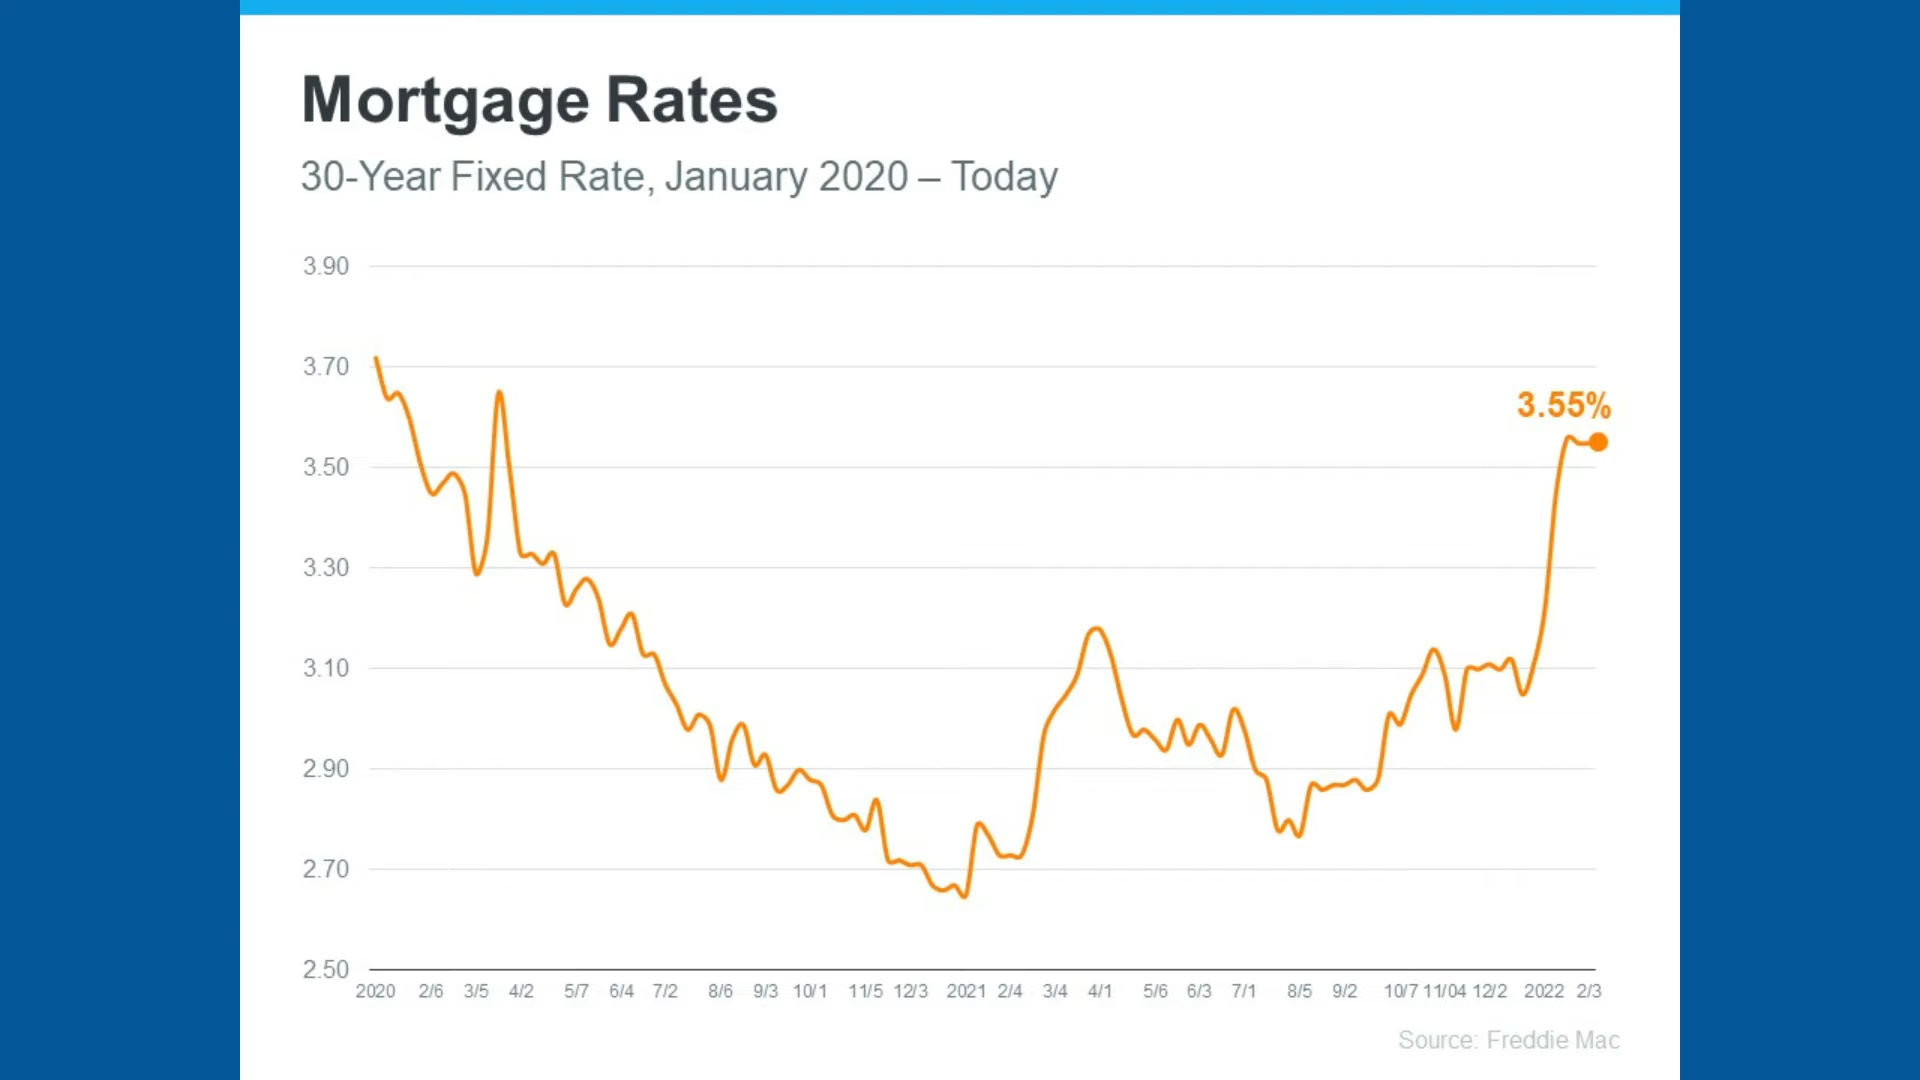 Mortgage Rates
30-Year Fixed Rate, January 2020 – Today
3.90
3.70
3.55%
3.50
3.30
3.10
2.90
2.70
2.50
2020 2/6 3/5 4/2 5/7 6/4 7/2 8/6 9/3 10/1 11/5 12/3 2021 2/4 3/4 4/1 5/6 6/3 7/1 8/5 9/2 10/7 11/04 12/2 2022 2/3
Source: Freddie Mac